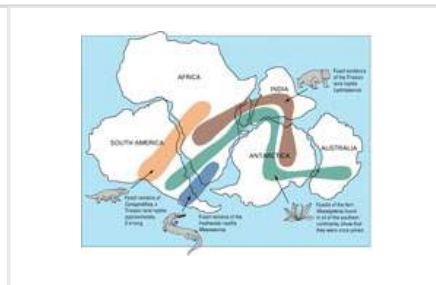 AFRICA
INDIA
SOUTH AMERICA
ANTARCTICA
AUSTRALIA
Fossil evidence
of the Triassic
land reptile
Lystrosaurus.
Fossil remains of
Cynognathus, a
Triassic land reptile
approximately
3 m long.
Fossil remains of the
freshwater reptile
Mesosaurus.
Fossils of the fern
Glossopteris, found
in all of the southern
continents, show that
they were once joined.